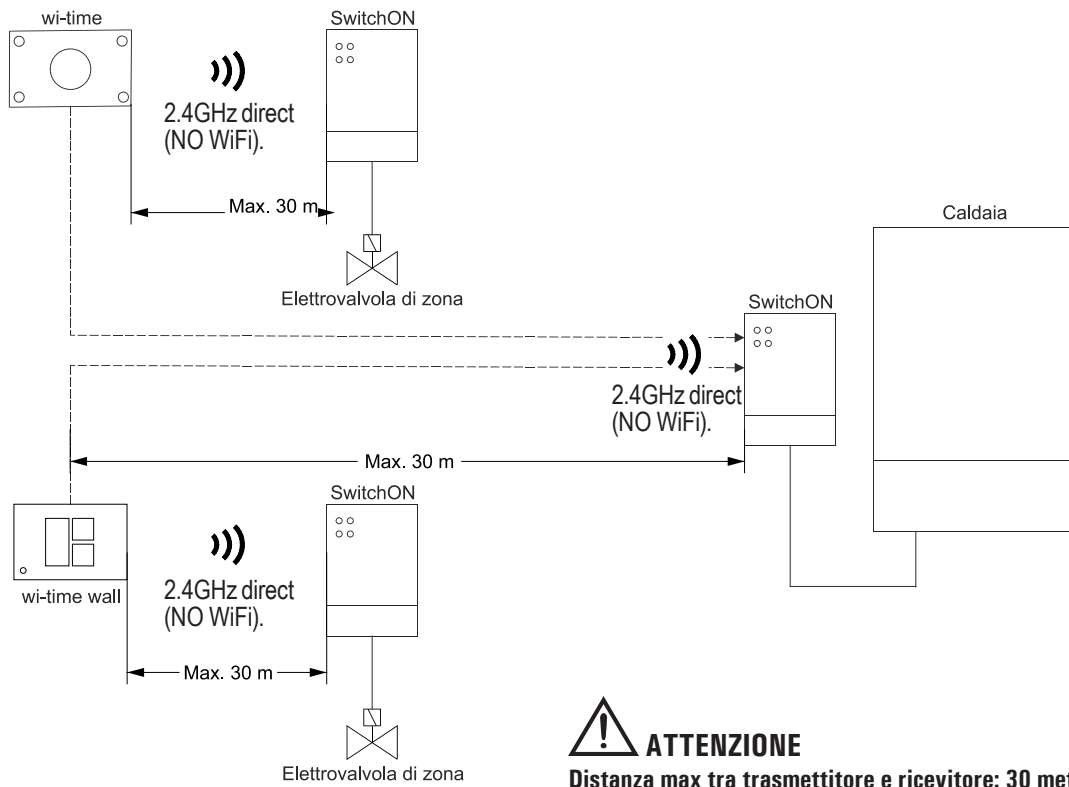 wi-time
SwitchON
2.4GHz direct
(NO WiFi).
Max. 30 m
Elettrovalvola di zona
Caldaia
SwitchON
2.4GHz direct
(NO WiFi).
Max. 30 m
SwitchON
wi-time wall
2.4GHz direct
(NO WiFi).
Max. 30 m
Elettrovalvola di zona
ATTENZIONE
Distanza max tra trasmettitore e ricevitore: 30 met